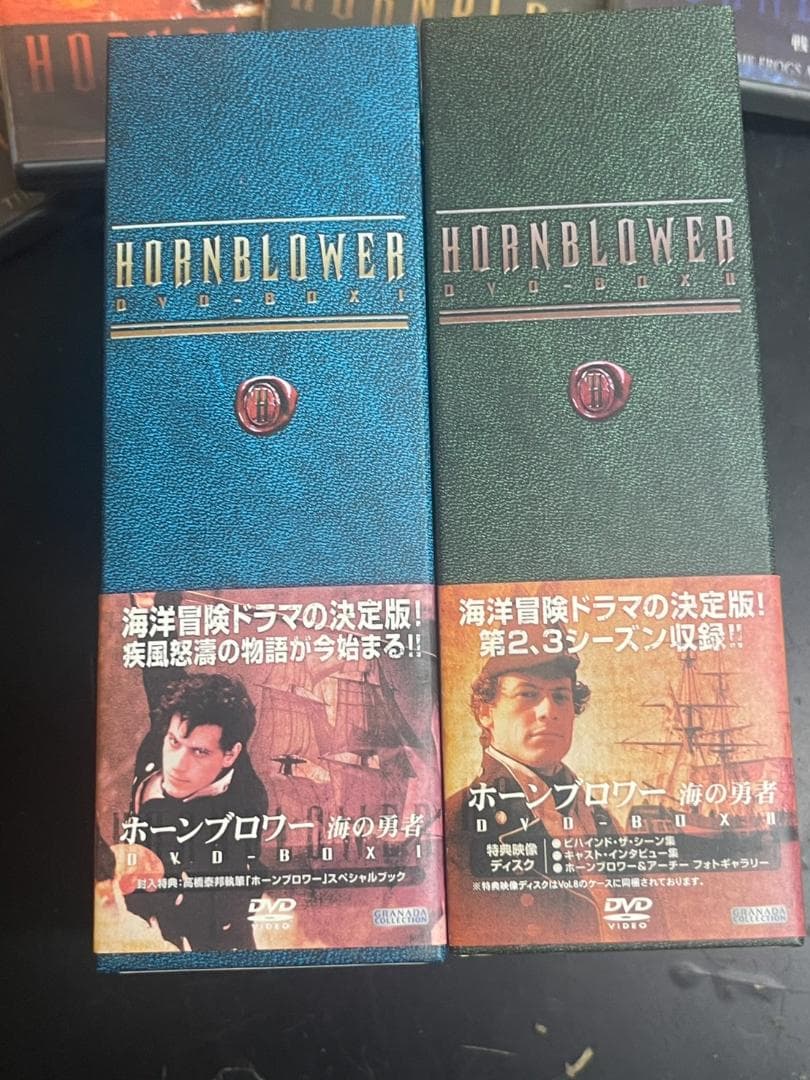 HORNBLOWER
DVD-BOX I
海洋冒険ドラマの決定版!
疾風怒濤の物語が今始まる!!
ホーンブロワー 海の勇者
DVD-BOX I
封入特典:高橋泰邦執筆「ホーンブロワー」スペシャルブック
DVD
VIDEO
GRANADA
COLLECTION
HORNBLOWER
DVD-BOX II
H
海洋冒険ドラマの決定版!
第2、3シーズン収録!!
ホーンブロワー 海の勇者
DVD-BOX II
特典映像
ディスク
●ビハインド・ザ・シーン集
●キャスト・インタビュー集
●ホーンブロワー&アーチー フォトギャラリー
※特典映像ディスクはVol.8のケースに同梱されております。
DVD
VIDEO
GRANADA
COLLECTION
H
戦